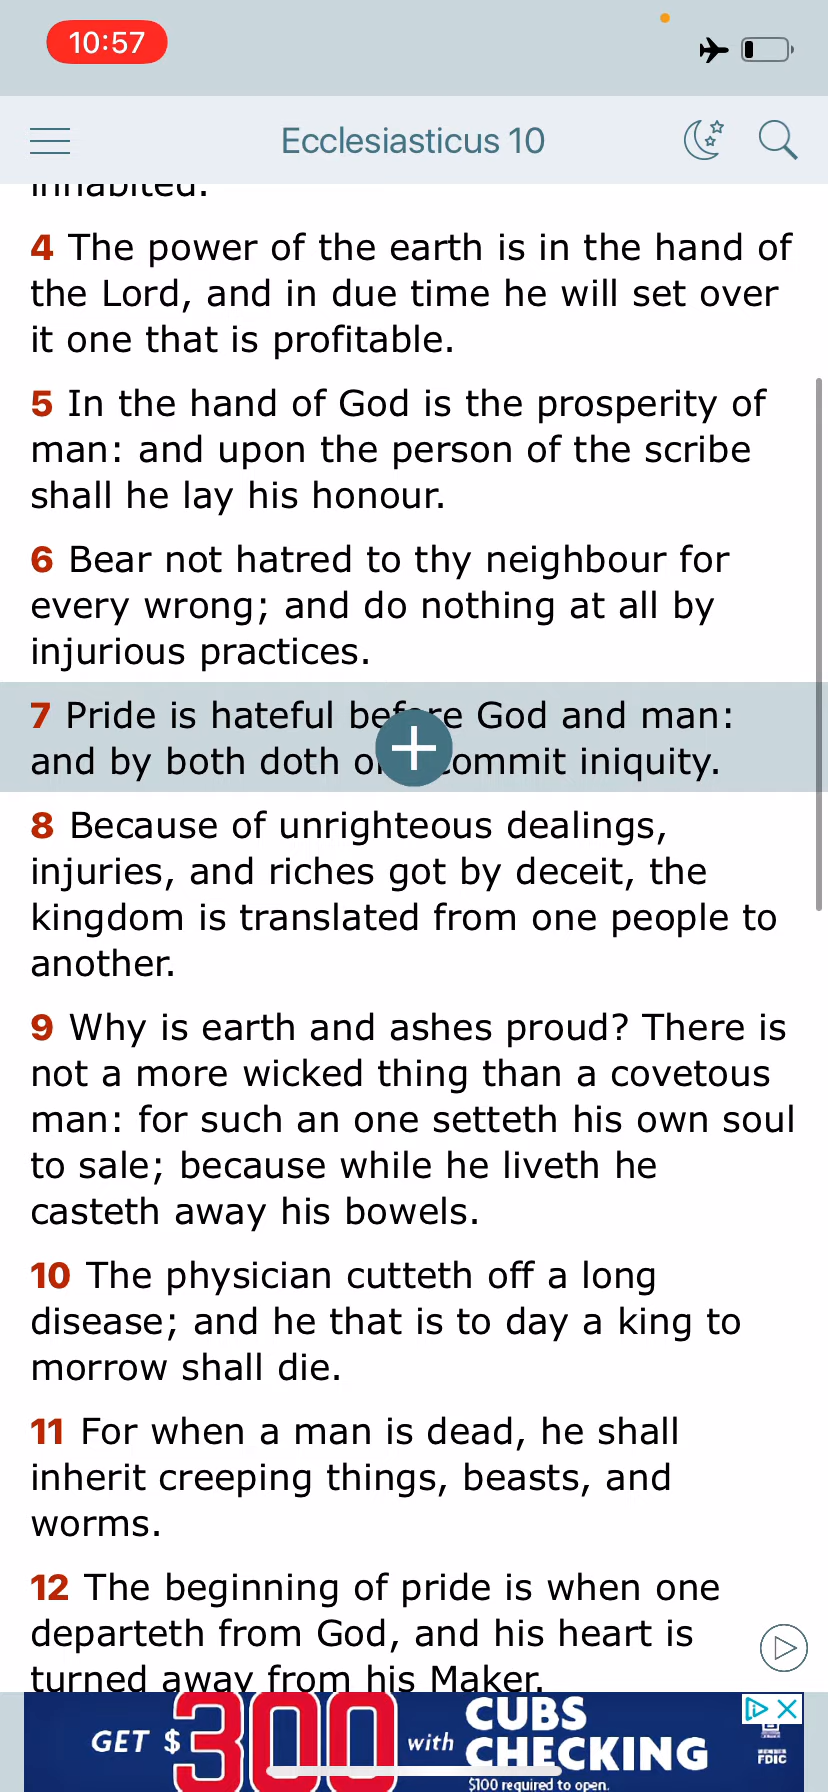 10:57
Ecclesiasticus 10
inhabited.
4 The power of the earth is in the hand of
the Lord, and in due time he will set over
it one that is profitable.
5 In the hand of God is the prosperity of
man: and upon the person of the scribe
shall he lay his honour.
6 Bear not hatred to thy neighbour for
every wrong; and do nothing at all by
injurious practices.
7 Pride is hateful before God and man:
and by both doth commit iniquity.
8 Because of unrighteous dealings,
injuries, and riches got by deceit, the
kingdom is translated from one people to
another.
9 Why is earth and ashes proud? There is
not a more wicked thing than a covetous
man: for such an one setteth his own soul
to sale; because while he liveth he
casteth away his bowels.
10 The physician cutteth off a long
disease; and he that is to day a king to
morrow shall die.
11 For when a man is dead, he shall
inherit creeping things, beasts, and
worms.
12 The beginning of pride is when one
departeth from God, and his heart is
turned away from his Maker.
GET $300 with CUBS CHECKING
$100 required to open.
FDIC